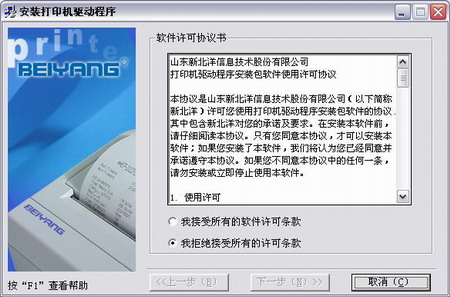 安装打印机驱动程序
printe
BEIYANG®
软件许可协议书
山东新北洋信息技术股份有限公司
打印机驱动程序安装包软件使用许可协议
本协议是山东新北洋信息技术股份有限公司(以下简称
新北洋)许可您使用打印机驱动程序安装包软件的协议,
其中包含新北洋对您的承诺及要求。在安装本软件前,
请仔细阅读本协议。只有您同意本协议,才可以安装本
软件;如果您安装了本软件,我们将认为您已经同意并
承诺遵守本协议。如果您不同意本协议中的任何一条,
请勿安装或立即停止使用本软件。
1. 使用许可
我接受所有的软件许可条款
我拒绝接受所有的许可条款
BEIYANG
按“F1”查看帮助
<<上一步(B)
下一步(N)>>
取消(C)